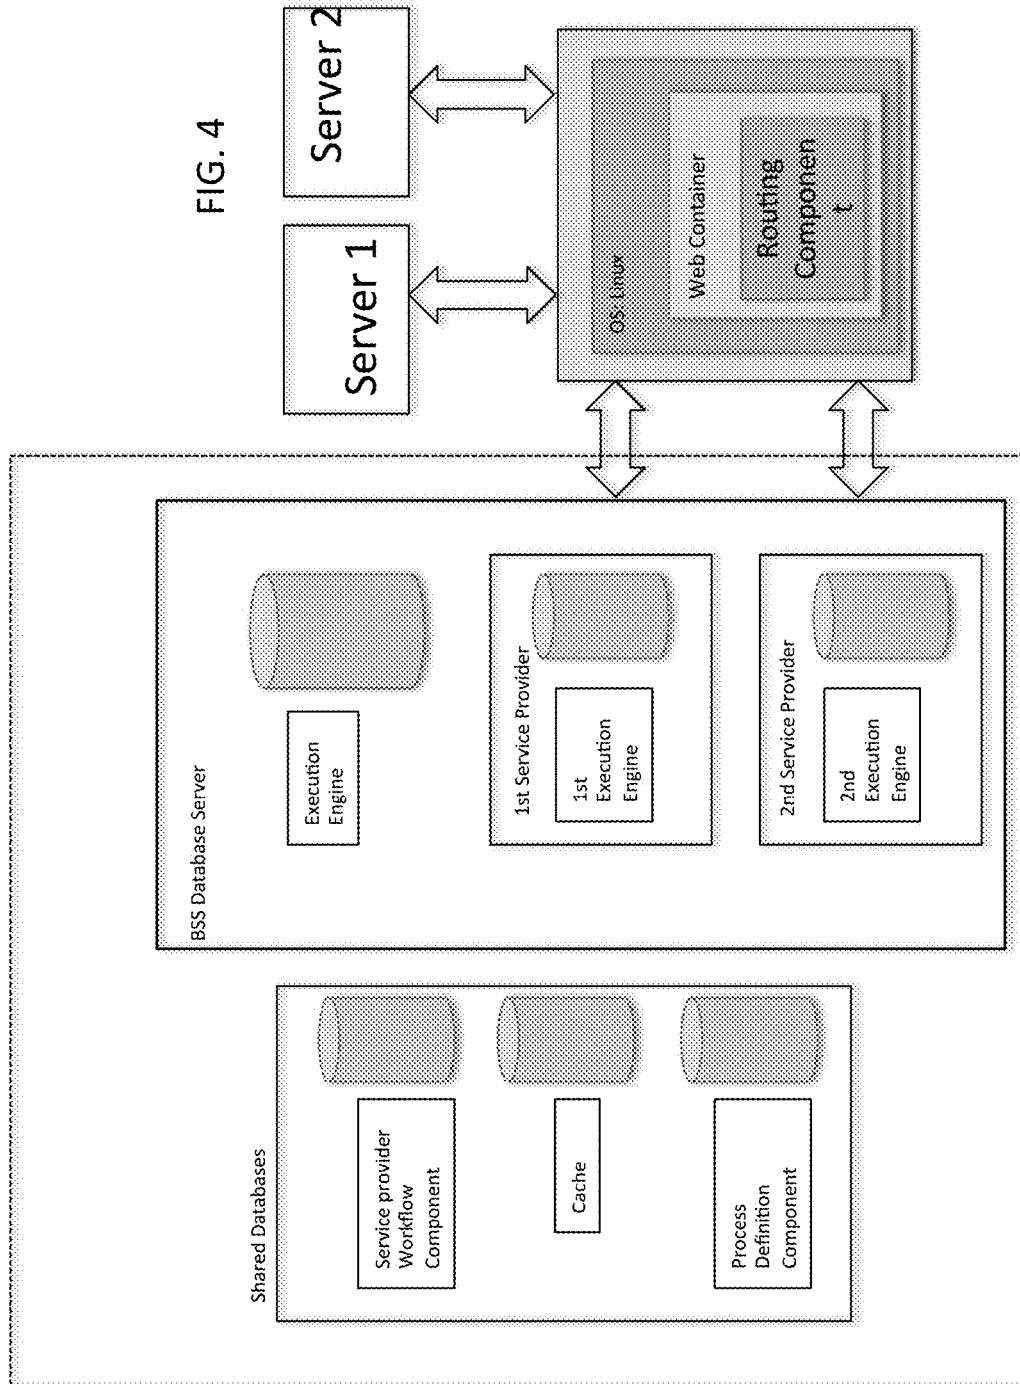 FIG. 4
Shared Databases
Service provider
Workflow
Component
Cache
Process
Definition
Component
BSS Database Server
Execution
Engine
1st Service Provider
1st
Execution
Engine
2nd Service Provider
2nd
Execution
Engine
Server 1
Server 2
OS Linux
Web Container
Routing
Componen
t